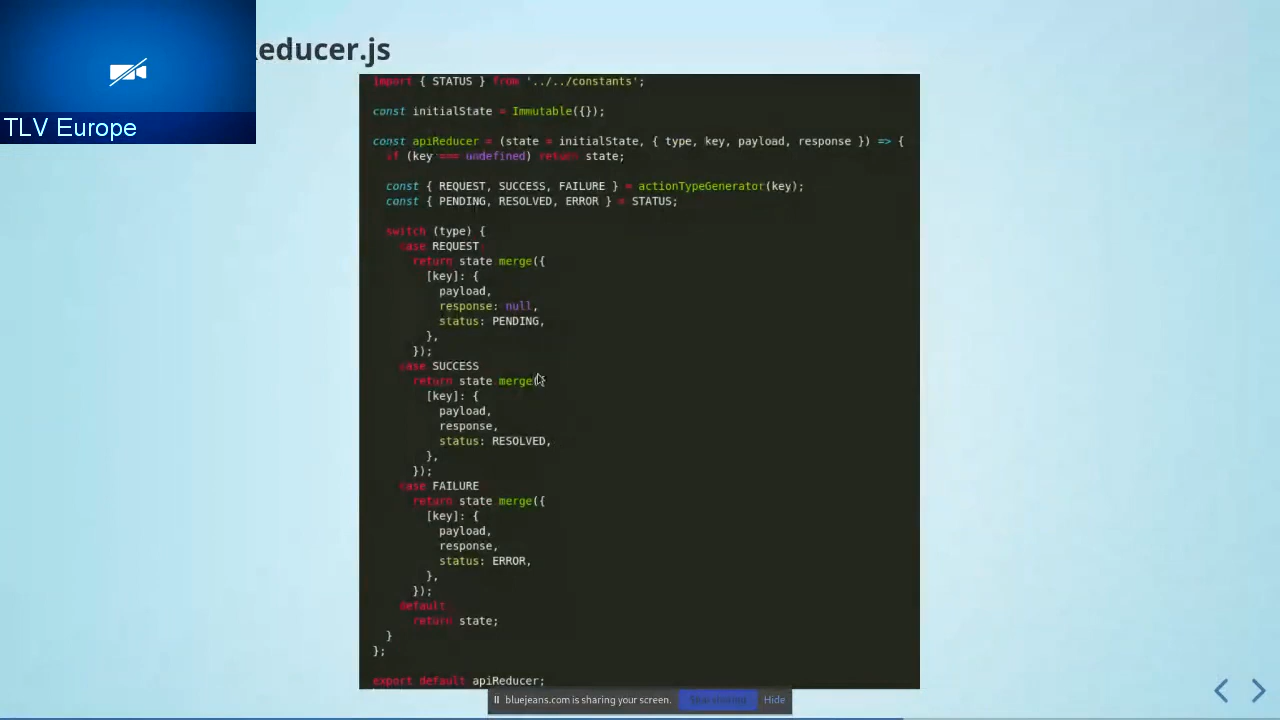 educer.js
TLV Europe
import { STATUS } from '../../constants';
const initialState = Immutable({});
const apiReducer = (state = initialState, { type, key, payload, response }) => {
if (key === undefined) return state;
const { REQUEST, SUCCESS, FAILURE } = actionTypeGenerator(key);
const { PENDING, RESOLVED, ERROR } = STATUS;
switch (type) {
case REQUEST:
return state.merge({
[key]: {
payload,
response: null,
status: PENDING,
},
});
case SUCCESS
return state.merge({
[key]: {
payload,
response,
status: RESOLVED,
},
});
case FAILURE
return state.merge({
[key]: {
payload,
response,
status: ERROR,
},
});
default
return state;
}
};
export default apiReducer;
bluejeans.com is sharing your screen.
Stop sharing
Hide